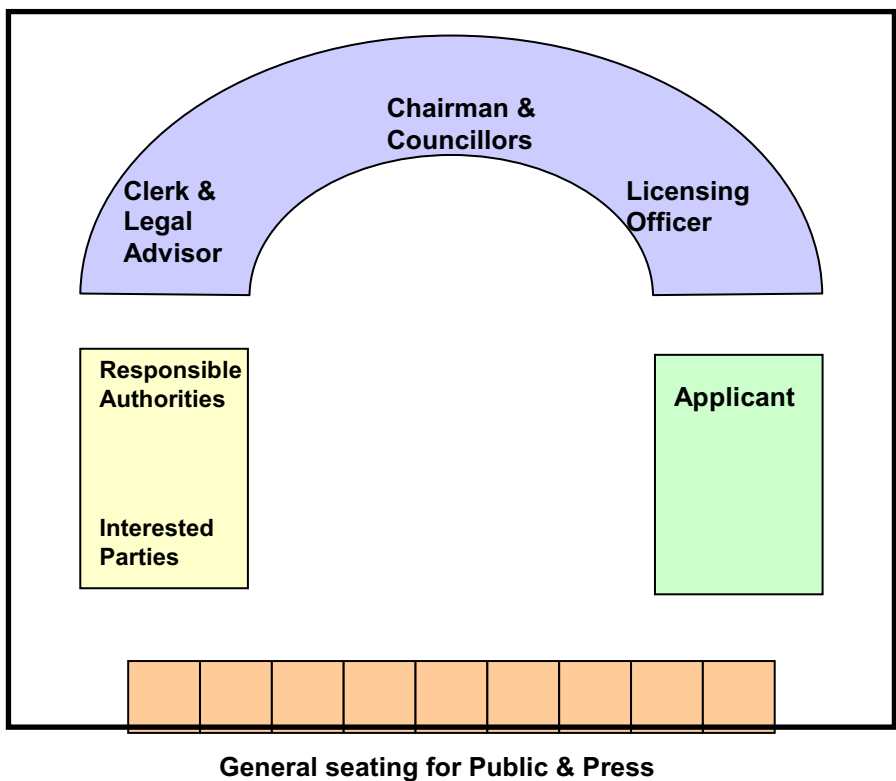 Chairman &
Councillors
Clerk &
Legal
Advisor
Licensing
Officer
Responsible
Authorities
Interested
Parties
Applicant
General seating for Public & Press